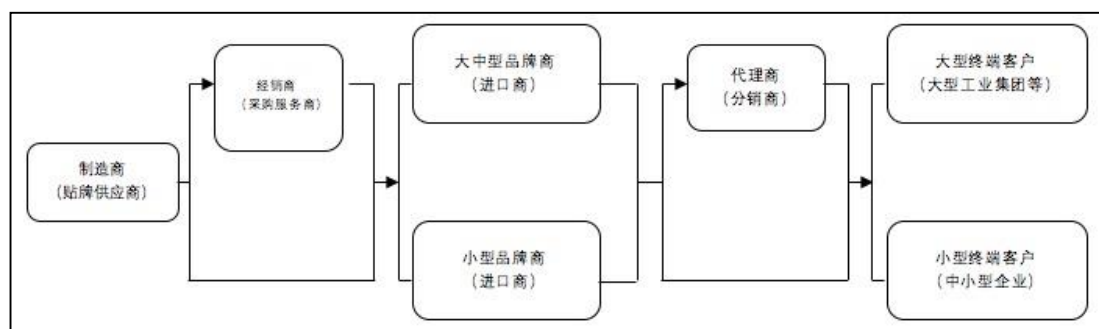 经销商
（采购服务商）
大中型品牌商
（进口商）
代理商
（分销商）
大型终端客户
（大型工业集团等）
制造商
（贴牌供应商）
小型品牌商
（进口商）
小型终端客户
（中小型企业）